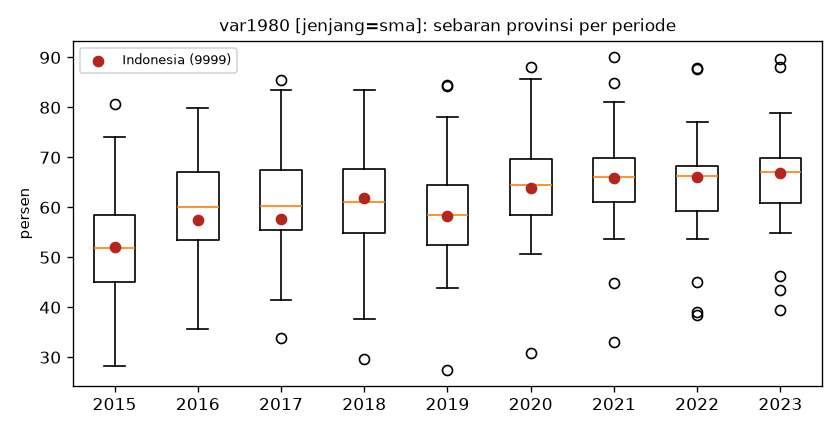 var1980 [jenjang=sma]: sebaran provinsi per periode
Indonesia (9999)
persen
90
80
70
60
50
40
30
2015 2016 2017 2018 2019 2020 2021 2022 2023